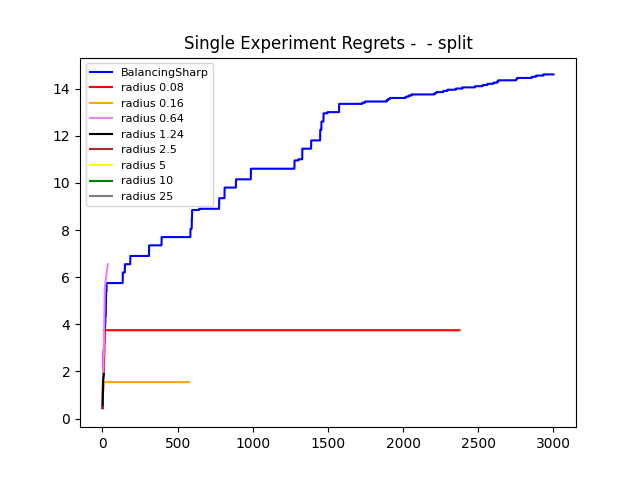 Single Experiment Regrets -  - split
BalancingSharp
radius 0.08
radius 0.16
radius 0.64
radius 1.24
radius 2.5
radius 5
radius 10
radius 25
14
12
10
8
6
4
2
0
0 500 1000 1500 2000 2500 3000